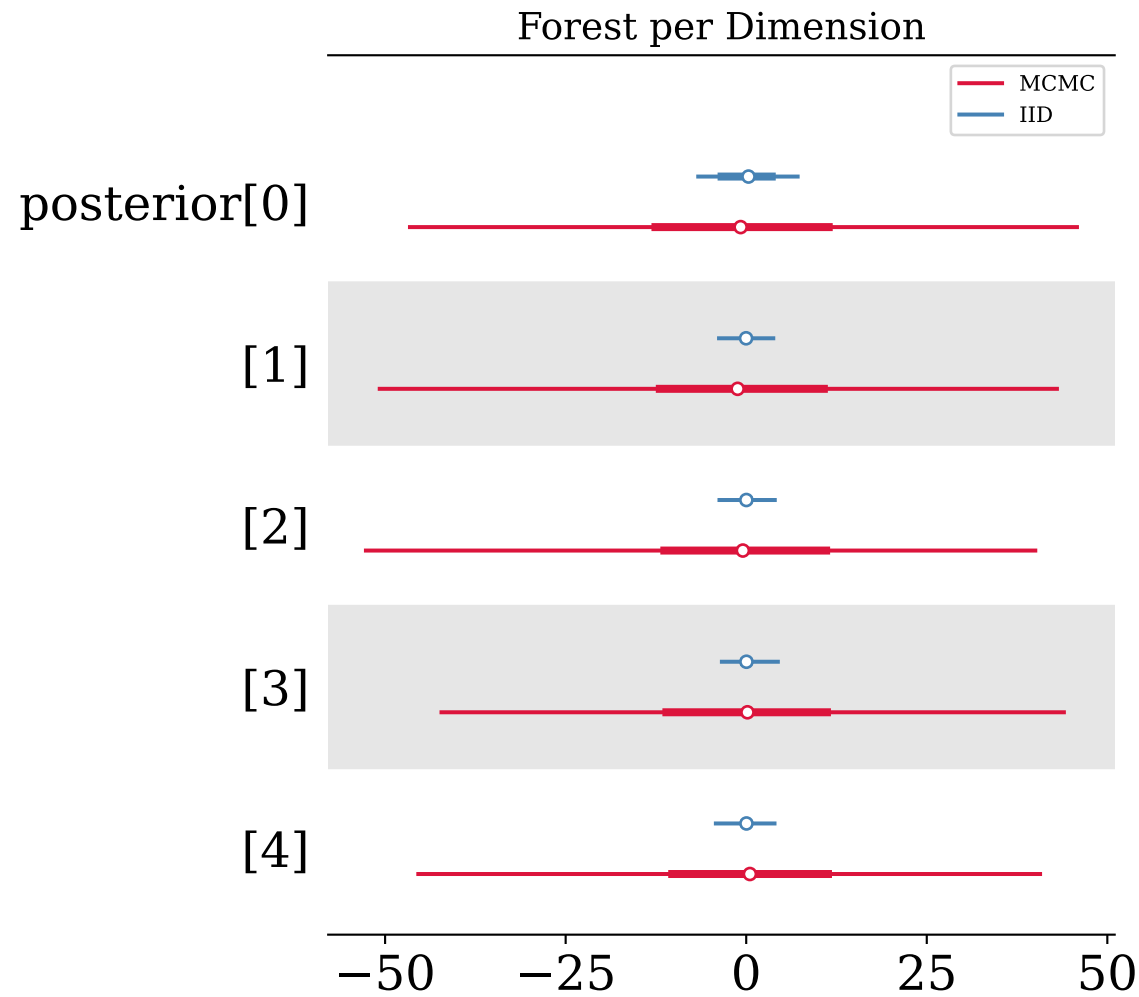 Forest per Dimension
MCMC
IID
posterior[0]
[1]
[2]
[3]
[4]
−50 −25 0 25 50